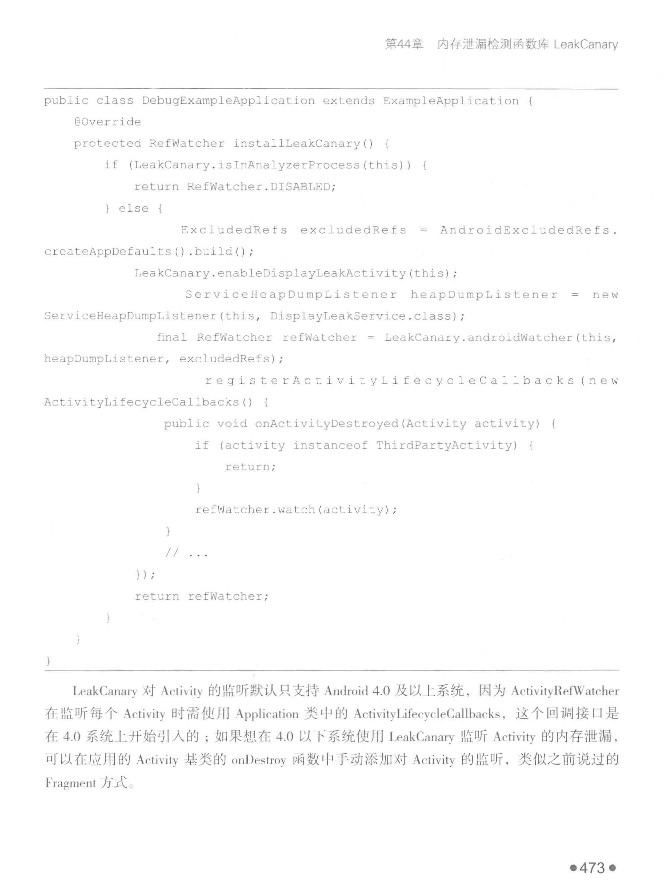 第44章 内存泄漏检测函数库 LeakCanary
public class DebugExampleApplication extends ExampleApplication {
@Override
protected RefWatcher installLeakCanary() {
if (LeakCanary.isInAnalyzerProcess(this)) {
return RefWatcher.DISABLED;
} else {
ExcludedRefs excludedRefs = AndroidExcludedRefs.
createAppDefaults().build();
LeakCanary.enableDisplayLeakActivity(this);
ServiceHeapDumpListener heapDumpListener = new
ServiceHeapDumpListener(this, DisplayLeakService.class);
final RefWatcher refWatcher = LeakCanary.androidWatcher(this,
heapDumpListener, excludedRefs);
registerActivityLifecycleCallbacks(new
ActivityLifecycleCallbacks() {
public void onActivityDestroyed(Activity activity) {
if (activity instanceof ThirdPartyActivity) {
return;
}
refWatcher.watch(activity);
}
// ...
});
return refWatcher;
}
}
}
LeakCanary 对 Activity 的监听默认只支持 Android 4.0 及以上系统，因为 ActivityRefWatcher
在监听每个 Activity 时需使用 Application 类中的 ActivityLifecycleCallbacks，这个回调接口是
在 4.0 系统上开始引入的；如果想在 4.0 以下系统使用 LeakCanary 监听 Activity 的内存泄漏，
可以在应用的 Activity 基类的 onDestroy 函数中手动添加对 Activity 的监听，类似之前说过的
Fragment 方式。
●473●